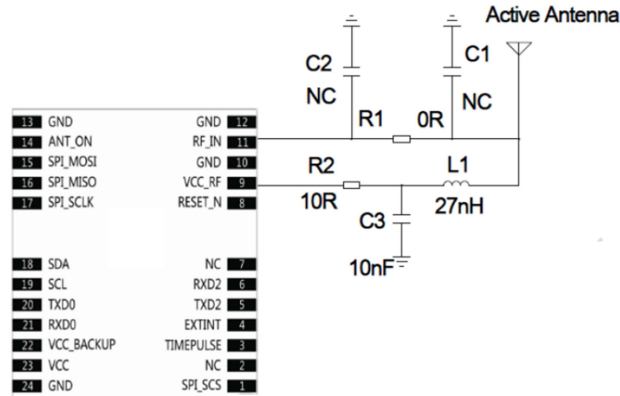 Active Antenna
C2
C1
NC
NC
R1
0R
13 GND
GND 12
14 ANT_ON
RF_IN 11
15 SPI_MOSI
GND 10
16 SPI_MISO
VCC_RF 9
17 SPI_SCLK
RESET_N 8
R2
L1
10R
27nH
C3
10nF
18 SDA
NC 7
19 SCL
RXD2 6
20 TXD0
TXD2 5
21 RXD0
EXTINT 4
22 VCC_BACKUP
TIMEPULSE 3
23 VCC
NC 2
24 GND
SPI_SCS 1